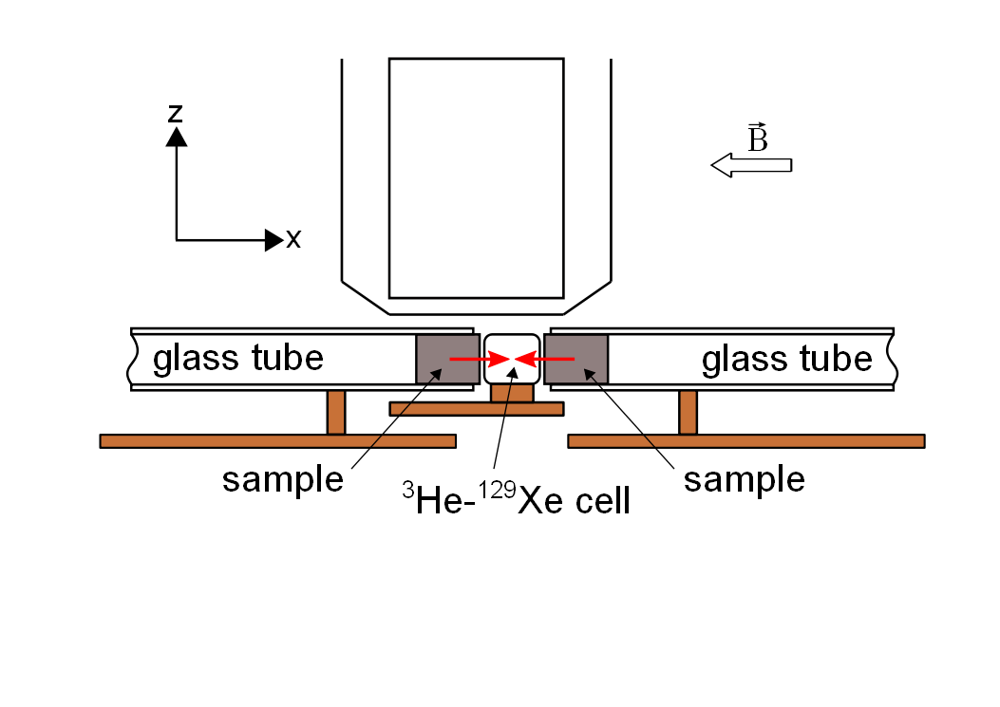 z
B⃗
x
glass tube
glass tube
sample
³He-¹²⁹Xe cell
sample